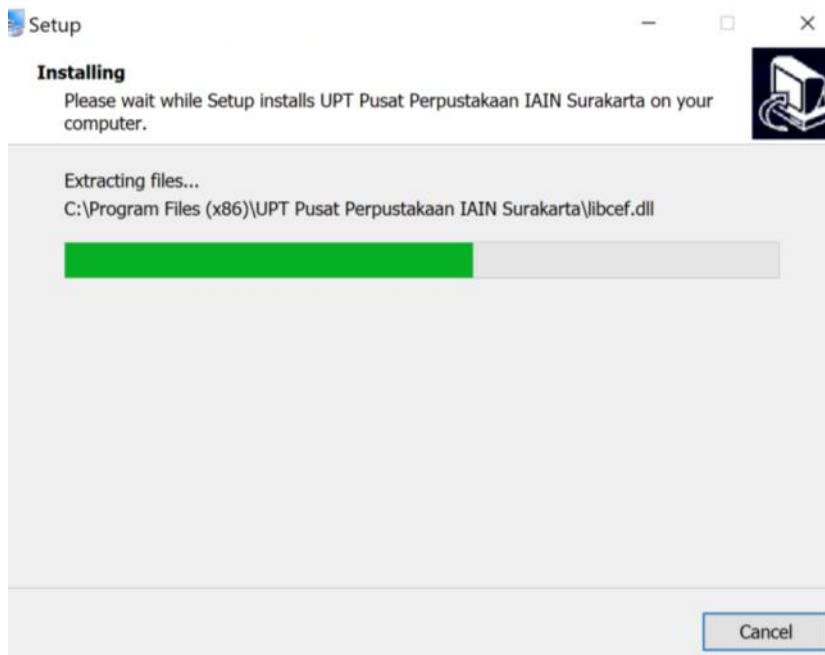 Setup
Installing
Please wait while Setup installs UPT Pusat Perpustakaan IAIN Surakarta on your
computer.
Extracting files...
C:\Program Files (x86)\UPT Pusat Perpustakaan IAIN Surakarta\libcef.dll
Cancel